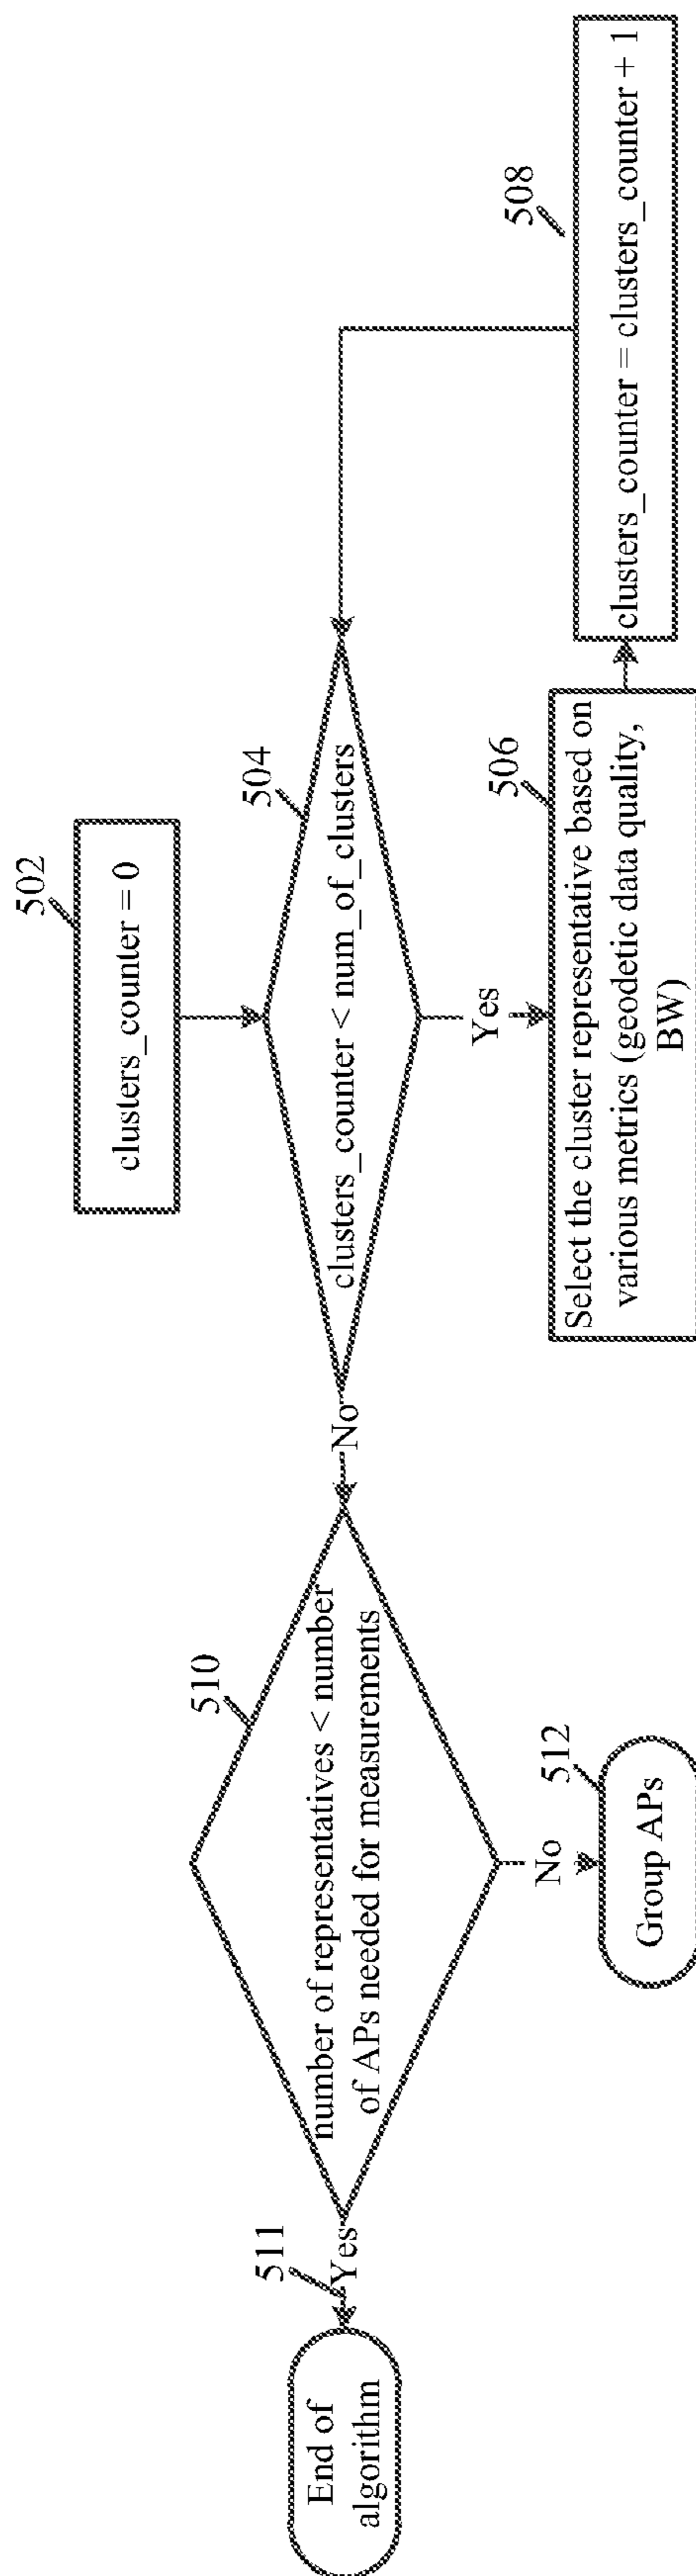 502
clusters_counter = 0
504
clusters_counter < num_of_clusters
Yes
506
Select the cluster representative based on
various metrics (geodetic data quality,
BW)
508
clusters_counter = clusters_counter + 1
No
510
number of representatives < number
of APs needed for measurements
511
Yes
End of
algorithm
No
512
Group APs